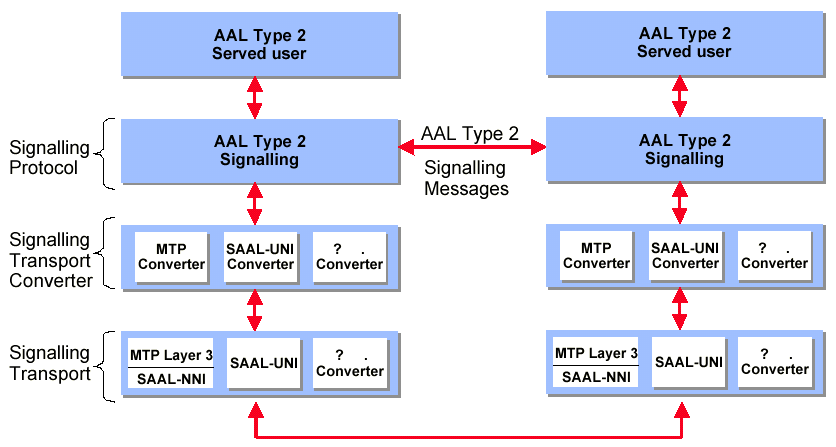 AAL Type 2
Served user
AAL Type 2
Served user
Signalling
Protocol
AAL Type 2
Signalling
AAL Type 2
Signalling
Messages
AAL Type 2
Signalling
Signalling
Transport
Converter
MTP
Converter
SAAL-UNI
Converter
? .
Converter
MTP
Converter
SAAL-UNI
Converter
? .
Converter
Signalling
Transport
MTP Layer 3
SAAL-NNI
SAAL-UNI
? .
Converter
MTP Layer 3
SAAL-NNI
SAAL-UNI
? .
Converter